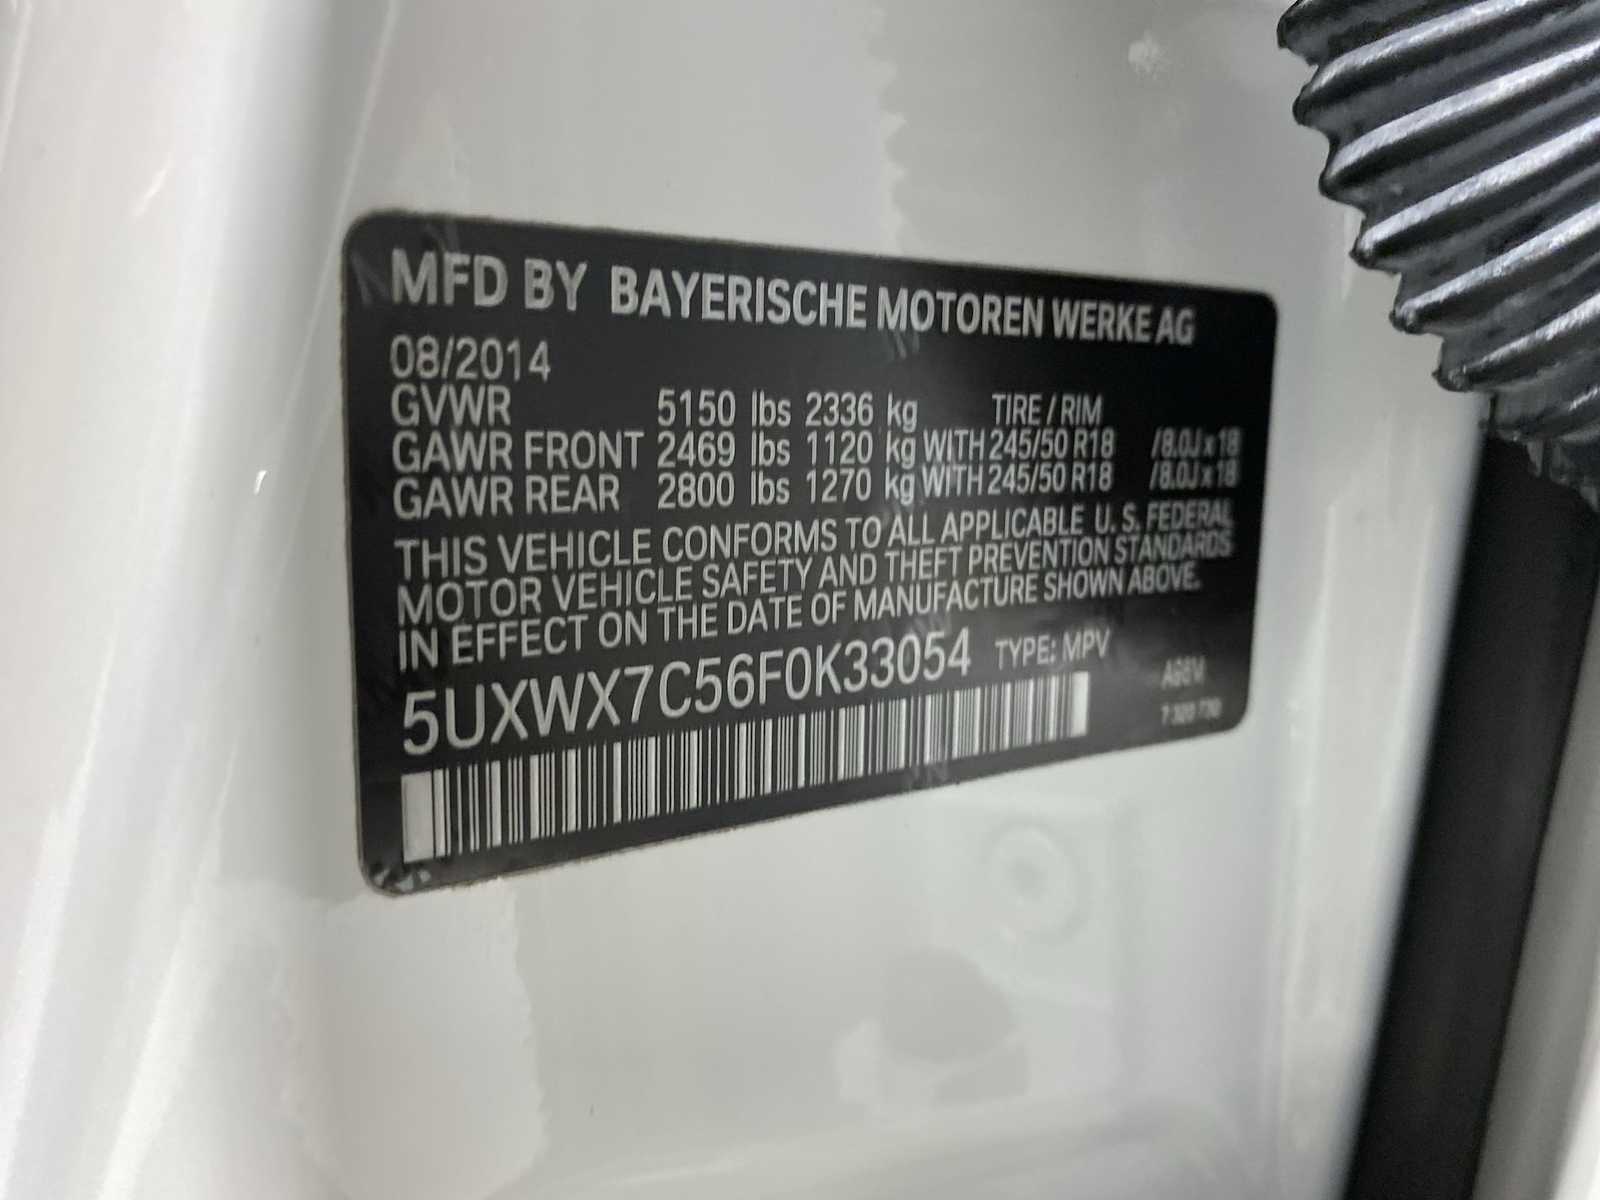 MFD BY BAYERISCHE MOTOREN WERKE AG
08/2014
GVWR 5150 lbs 2336 kg TIRE / RIM
GAWR FRONT 2469 lbs 1120 kg WITH 245/50 R18 /8.0J x 18
GAWR REAR 2800 lbs 1270 kg WITH 245/50 R18 /8.0J x 18
THIS VEHICLE CONFORMS TO ALL APPLICABLE U. S. FEDERAL
MOTOR VEHICLE SAFETY AND THEFT PREVENTION STANDARDS
IN EFFECT ON THE DATE OF MANUFACTURE SHOWN ABOVE.
5UXWX7C56F0K33054 TYPE: MPV